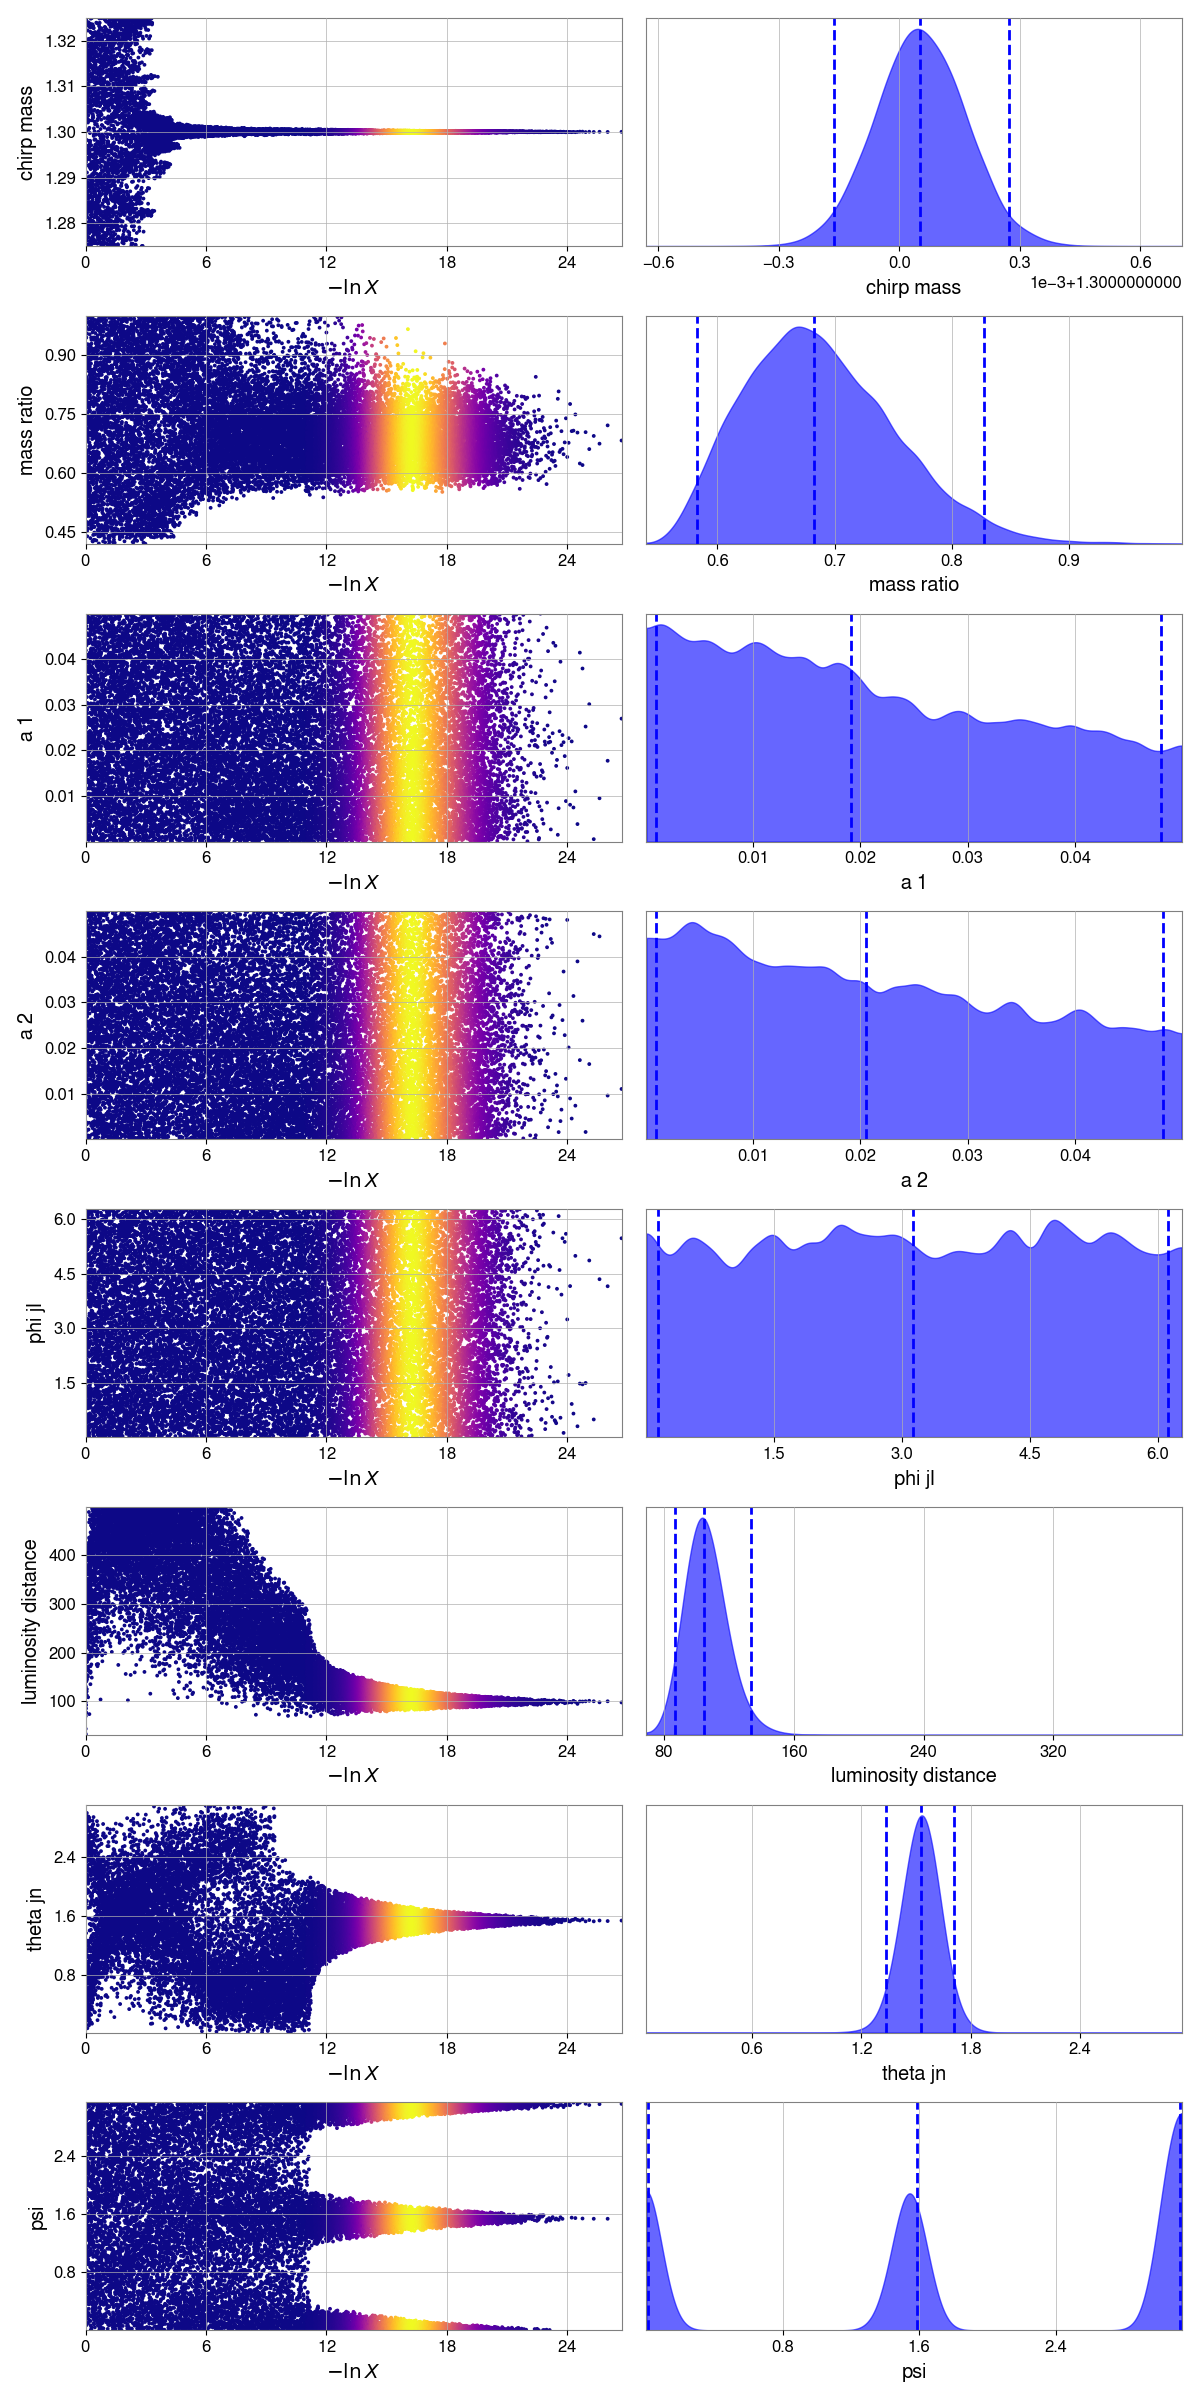 1.32
1.31
1.30
1.29
1.28
chirp mass
0 6 12 18 24
−ln X
−0.6 −0.3 0.0 0.3 0.6
1e−3+1.3000000000
chirp mass
0.90
0.75
0.60
0.45
mass ratio
0 6 12 18 24
−ln X
0.6 0.7 0.8 0.9
mass ratio
0.04
0.03
0.02
0.01
a 1
0 6 12 18 24
−ln X
0.01 0.02 0.03 0.04
a 1
0.04
0.03
0.02
0.01
a 2
0 6 12 18 24
−ln X
0.01 0.02 0.03 0.04
a 2
6.0
4.5
3.0
1.5
phi jl
0 6 12 18 24
−ln X
1.5 3.0 4.5 6.0
phi jl
400
300
200
100
luminosity distance
0 6 12 18 24
−ln X
80 160 240 320
luminosity distance
2.4
1.6
0.8
theta jn
0 6 12 18 24
−ln X
0.6 1.2 1.8 2.4
theta jn
2.4
1.6
0.8
psi
0 6 12 18 24
−ln X
0.8 1.6 2.4
psi